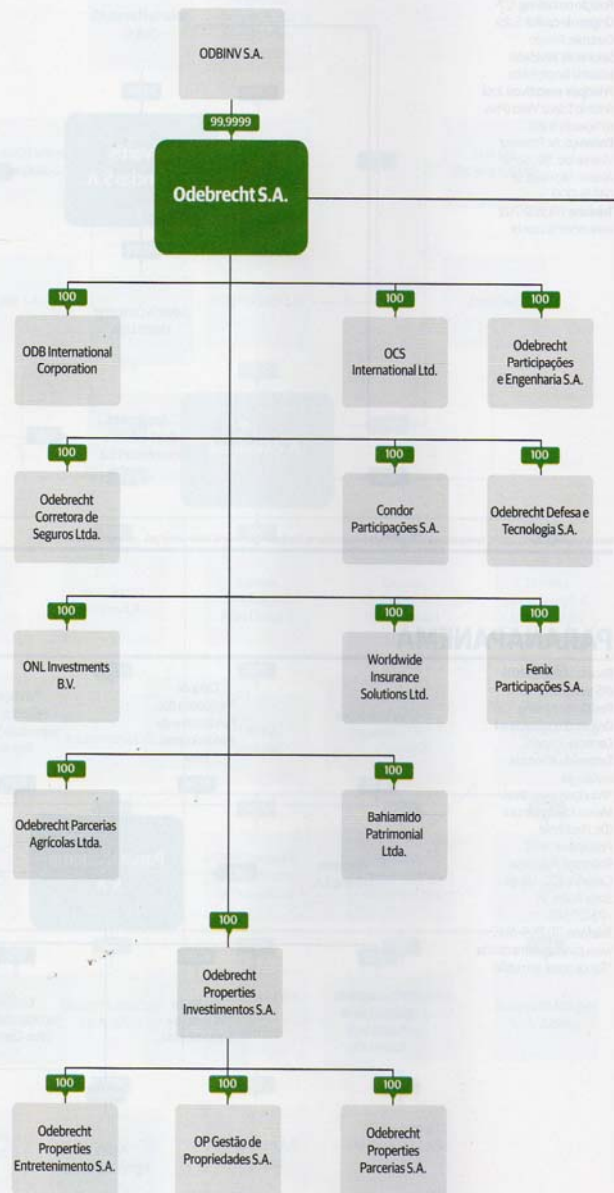 ODBINV S.A.
99,9999
Odebrecht S.A.
100
100
100
ODB International
Corporation
OCS
International Ltd.
Odebrecht
Participações
e Engenharia S.A.
100
100
100
Odebrecht
Corretora de
Seguros Ltda.
Condor
Participações S.A.
Odebrecht Defesa e
Tecnologia S.A.
100
100
100
ONL Investments
B.V.
Worldwide
Insurance
Solutions Ltd.
Fenix
Participações S.A.
100
100
Odebrecht Parcerias
Agrícolas Ltda.
Bahiamido
Patrimonial
Ltda.
100
Odebrecht
Properties
Investimentos S.A.
100
100
100
Odebrecht
Properties
Entretenimento S.A.
OP Gestão de
Propriedades S.A.
Odebrecht
Properties
Parcerias S.A.